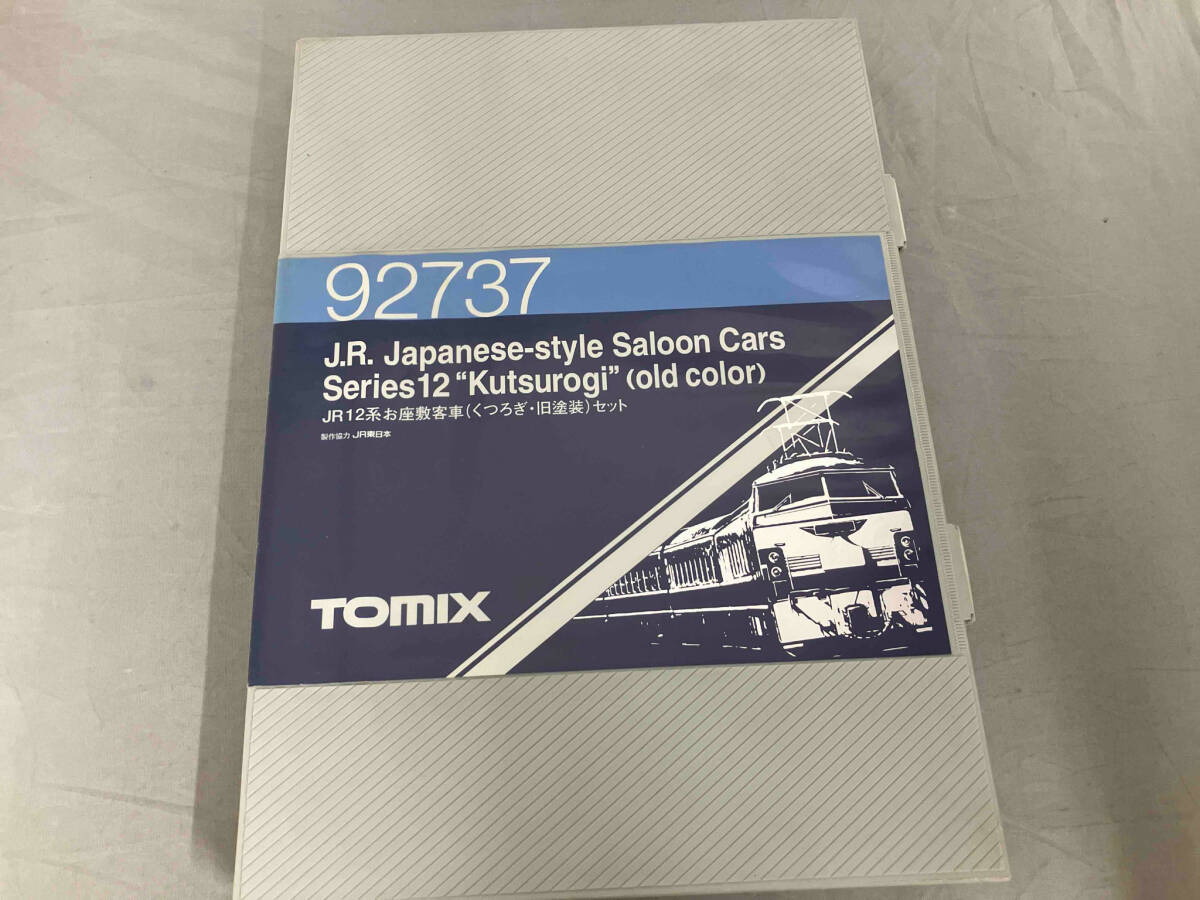 92737
J.R. Japanese-style Saloon Cars
Series12 “Kutsurogi” (old color)
JR12系お座敷客車(くつろぎ・旧塗装)セット
製作協力 JR東日本
TOMIX